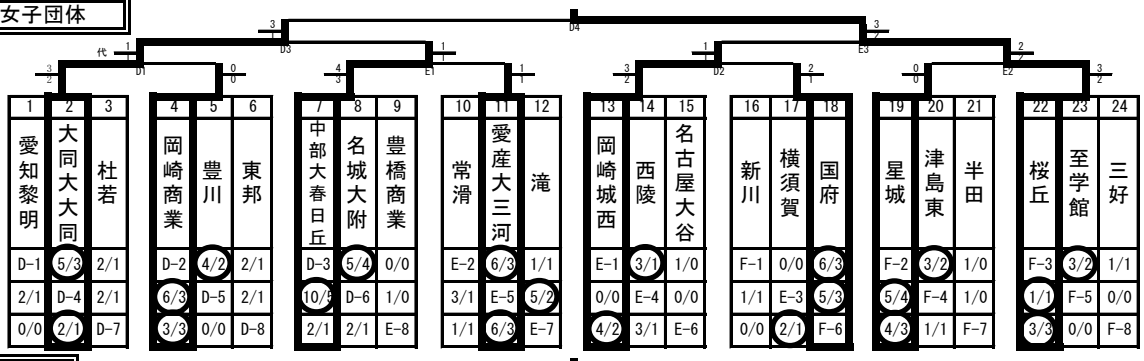 女子団体
3 1 D3
D4
3 2 E3
代 1 1 D1
1 1 E1
1 1 D2
2 2 E2
3 2
0 0
4 3
1 1
3 2
2 1
0 0
3 2
1 2 3 4 5 6 7 8 9 10 11 12 13 14 15 16 17 18 19 20 21 22 23 24
愛知黎明 大同大大同 杜若 岡崎商業 豊川 東邦 中部大春日丘 名城大附 豊橋商業 常滑 愛産大三河 滝 岡崎城西 西陵 名古屋大谷 新川 横須賀 国府 星城 津島東 半田 桜丘 至学館 三好
D-1 5/3 2/1 D-2 4/2 2/1 D-3 5/4 0/0 E-2 6/3 1/1 E-1 3/1 1/0 F-1 0/0 6/3 F-2 3/2 1/0 F-3 3/2 1/1
2/1 D-4 2/1 6/3 D-5 2/1 10/5 D-6 1/0 3/1 E-5 5/2 0/0 E-4 0/0 1/1 E-3 5/3 5/4 F-4 1/0 1/1 F-5 0/0
0/0 2/1 D-7 3/3 0/0 D-8 2/1 2/1 E-8 1/1 6/3 E-7 4/2 3/1 E-6 0/0 2/1 F-6 4/3 1/1 F-7 3/3 0/0 F-8